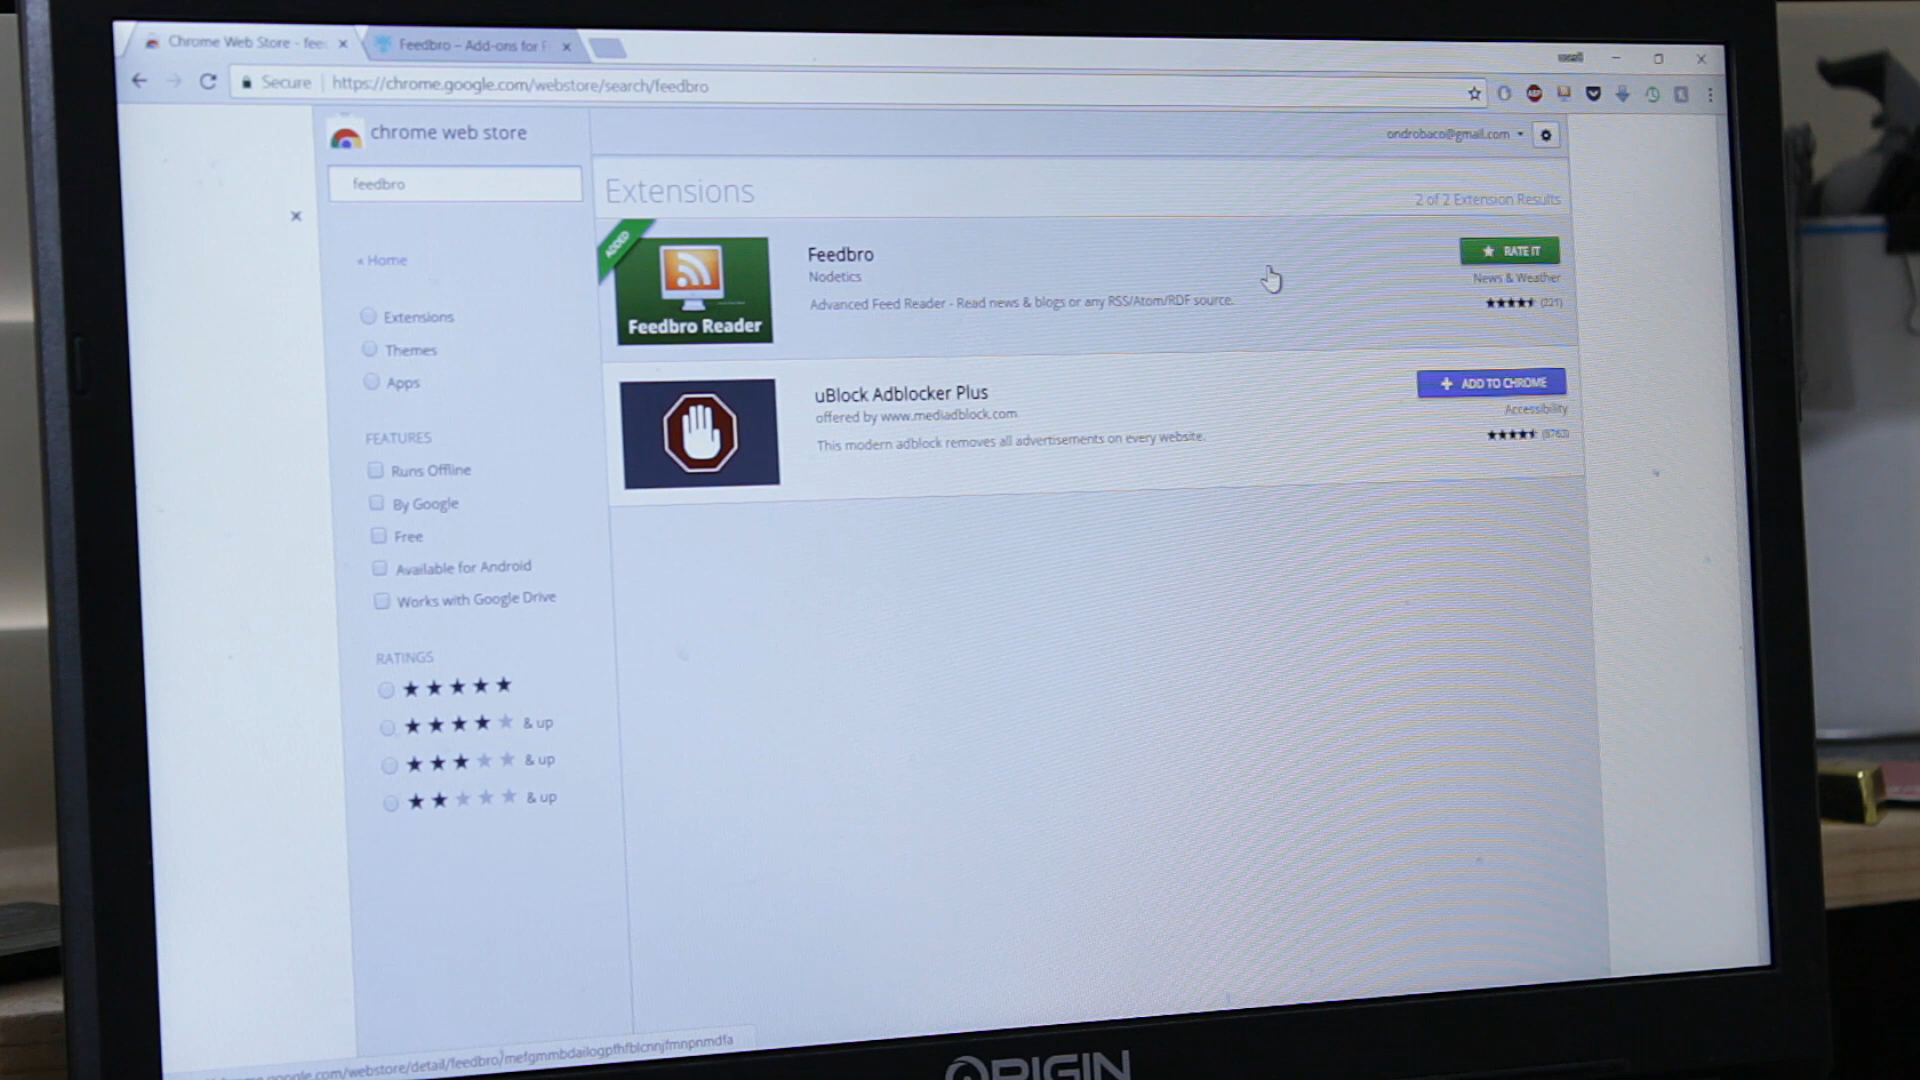 Chrome Web Store - fee
Feedbro – Add-ons for F
Secure
https://chrome.google.com/webstore/search/feedbro
ABP
chrome web store
ondrobaco@gmail.com
feedbro
Extensions
2 of 2 Extension Results
« Home
Extensions
Themes
Apps
FEATURES
Runs Offline
By Google
Free
Available for Android
Works with Google Drive
RATINGS
& up
& up
& up
ADDED
Feedbro Reader
Feedbro
Nodetics
Advanced Feed Reader - Read news & blogs or any RSS/Atom/RDF source.
RATE IT
News & Weather
(221)
uBlock Adblocker Plus
offered by www.mediadblock.com
This modern adblock removes all advertisements on every website.
ADD TO CHROME
Accessibility
(8763)
google.com/webstore/detail/feedbro/mefgmmbdailogpfhfblcnnjfmnpnmdfa
ORIGIN